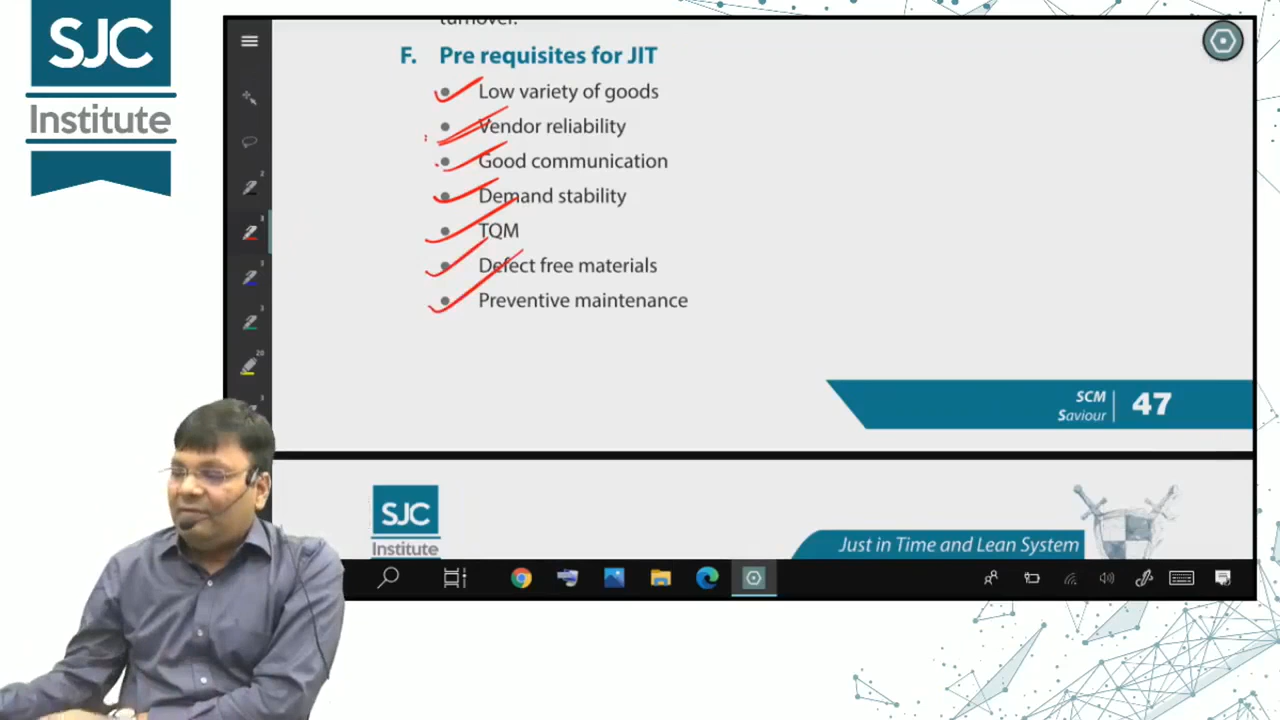 SJC
Institute
turnover.
F. Pre requisites for JIT
Low variety of goods
Vendor reliability
Good communication
Demand stability
TQM
Defect free materials
Preventive maintenance
SCM
Saviour
47
SJC
Institute
Just in Time and Lean System